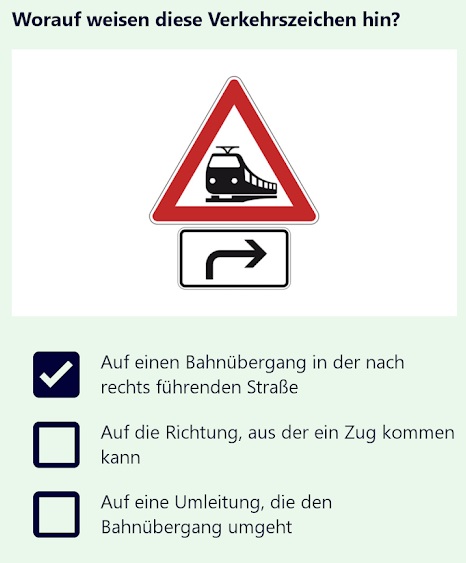 Worauf weisen diese Verkehrszeichen hin?
Auf einen Bahnübergang in der nach
rechts führenden Straße
Auf die Richtung, aus der ein Zug kommen
kann
Auf eine Umleitung, die den
Bahnübergang umgeht